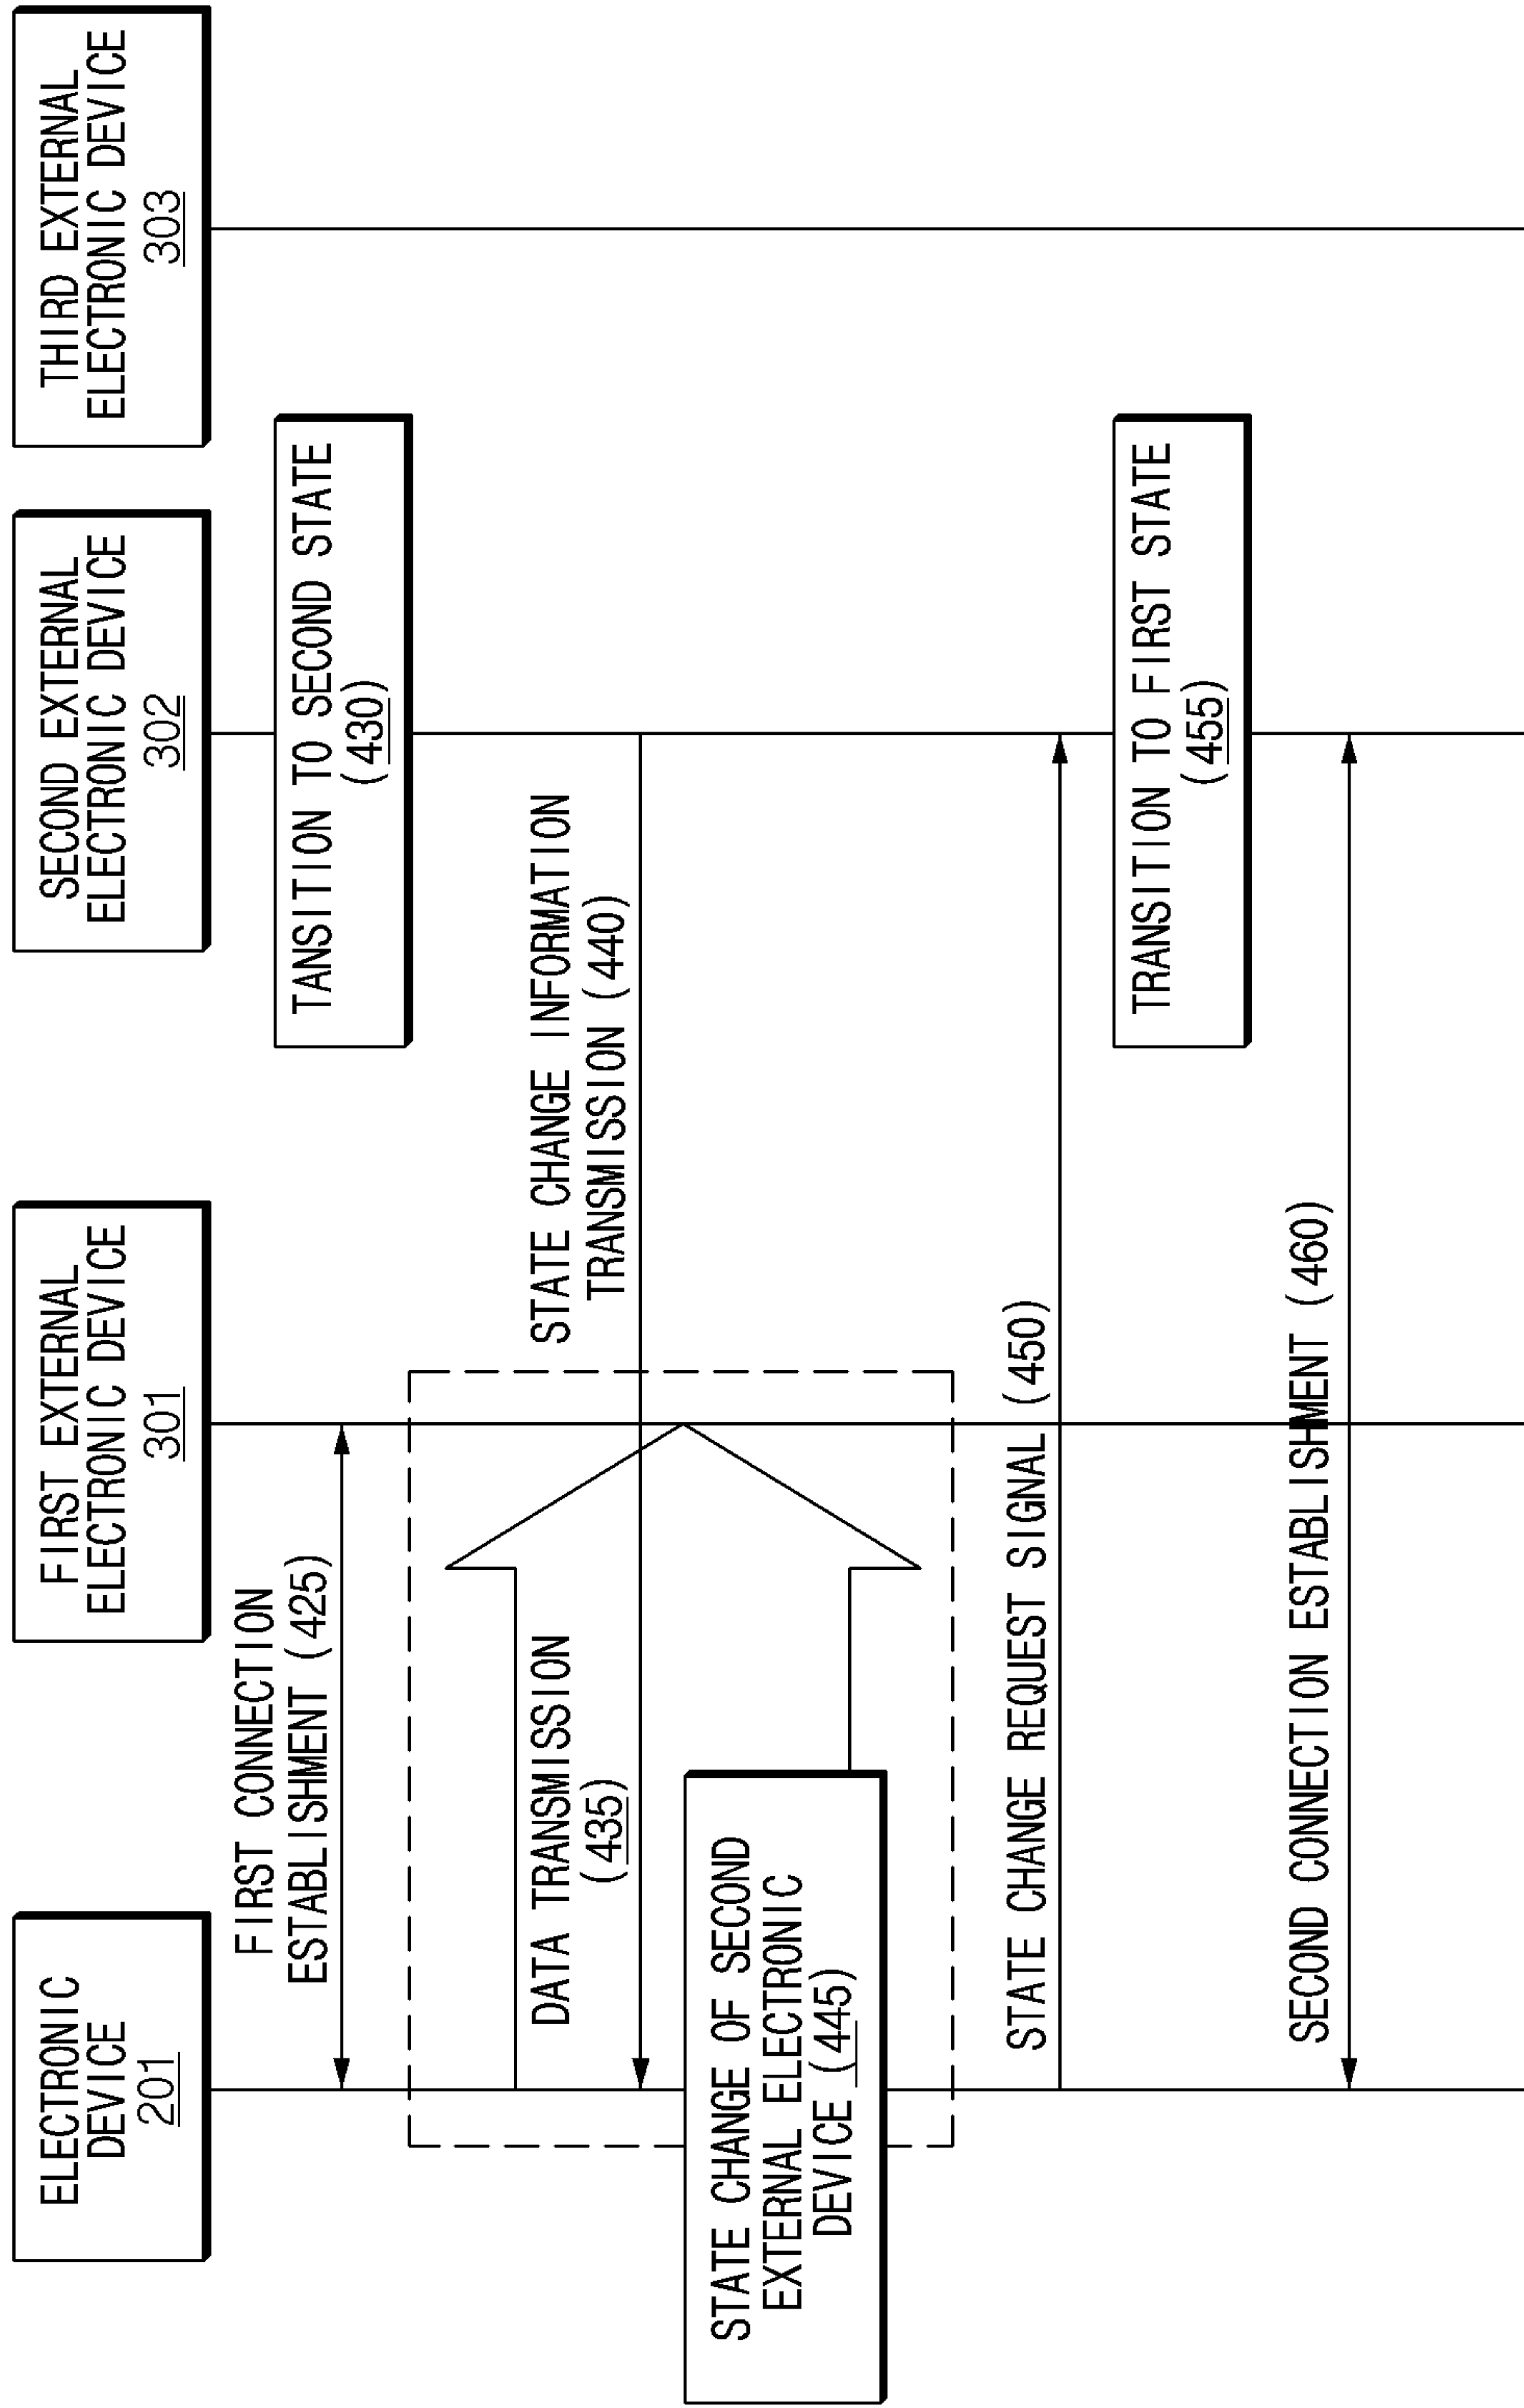 ELECTRONIC
DEVICE
201
FIRST EXTERNAL
ELECTRONIC DEVICE
301
SECOND EXTERNAL
ELECTRONIC DEVICE
302
THIRD EXTERNAL
ELECTRONIC DEVICE
303
FIRST CONNECTION
ESTABLISHMENT (425)
TANSITION TO SECOND STATE
(430)
DATA TRANSMISSION
(435)
STATE CHANGE INFORMATION
TRANSMISSION (440)
STATE CHANGE OF SECOND
EXTERNAL ELECTRONIC
DEVICE (445)
STATE CHANGE REQUEST SIGNAL (450)
TRANSITION TO FIRST STATE
(455)
SECOND CONNECTION ESTABLISHMENT (460)